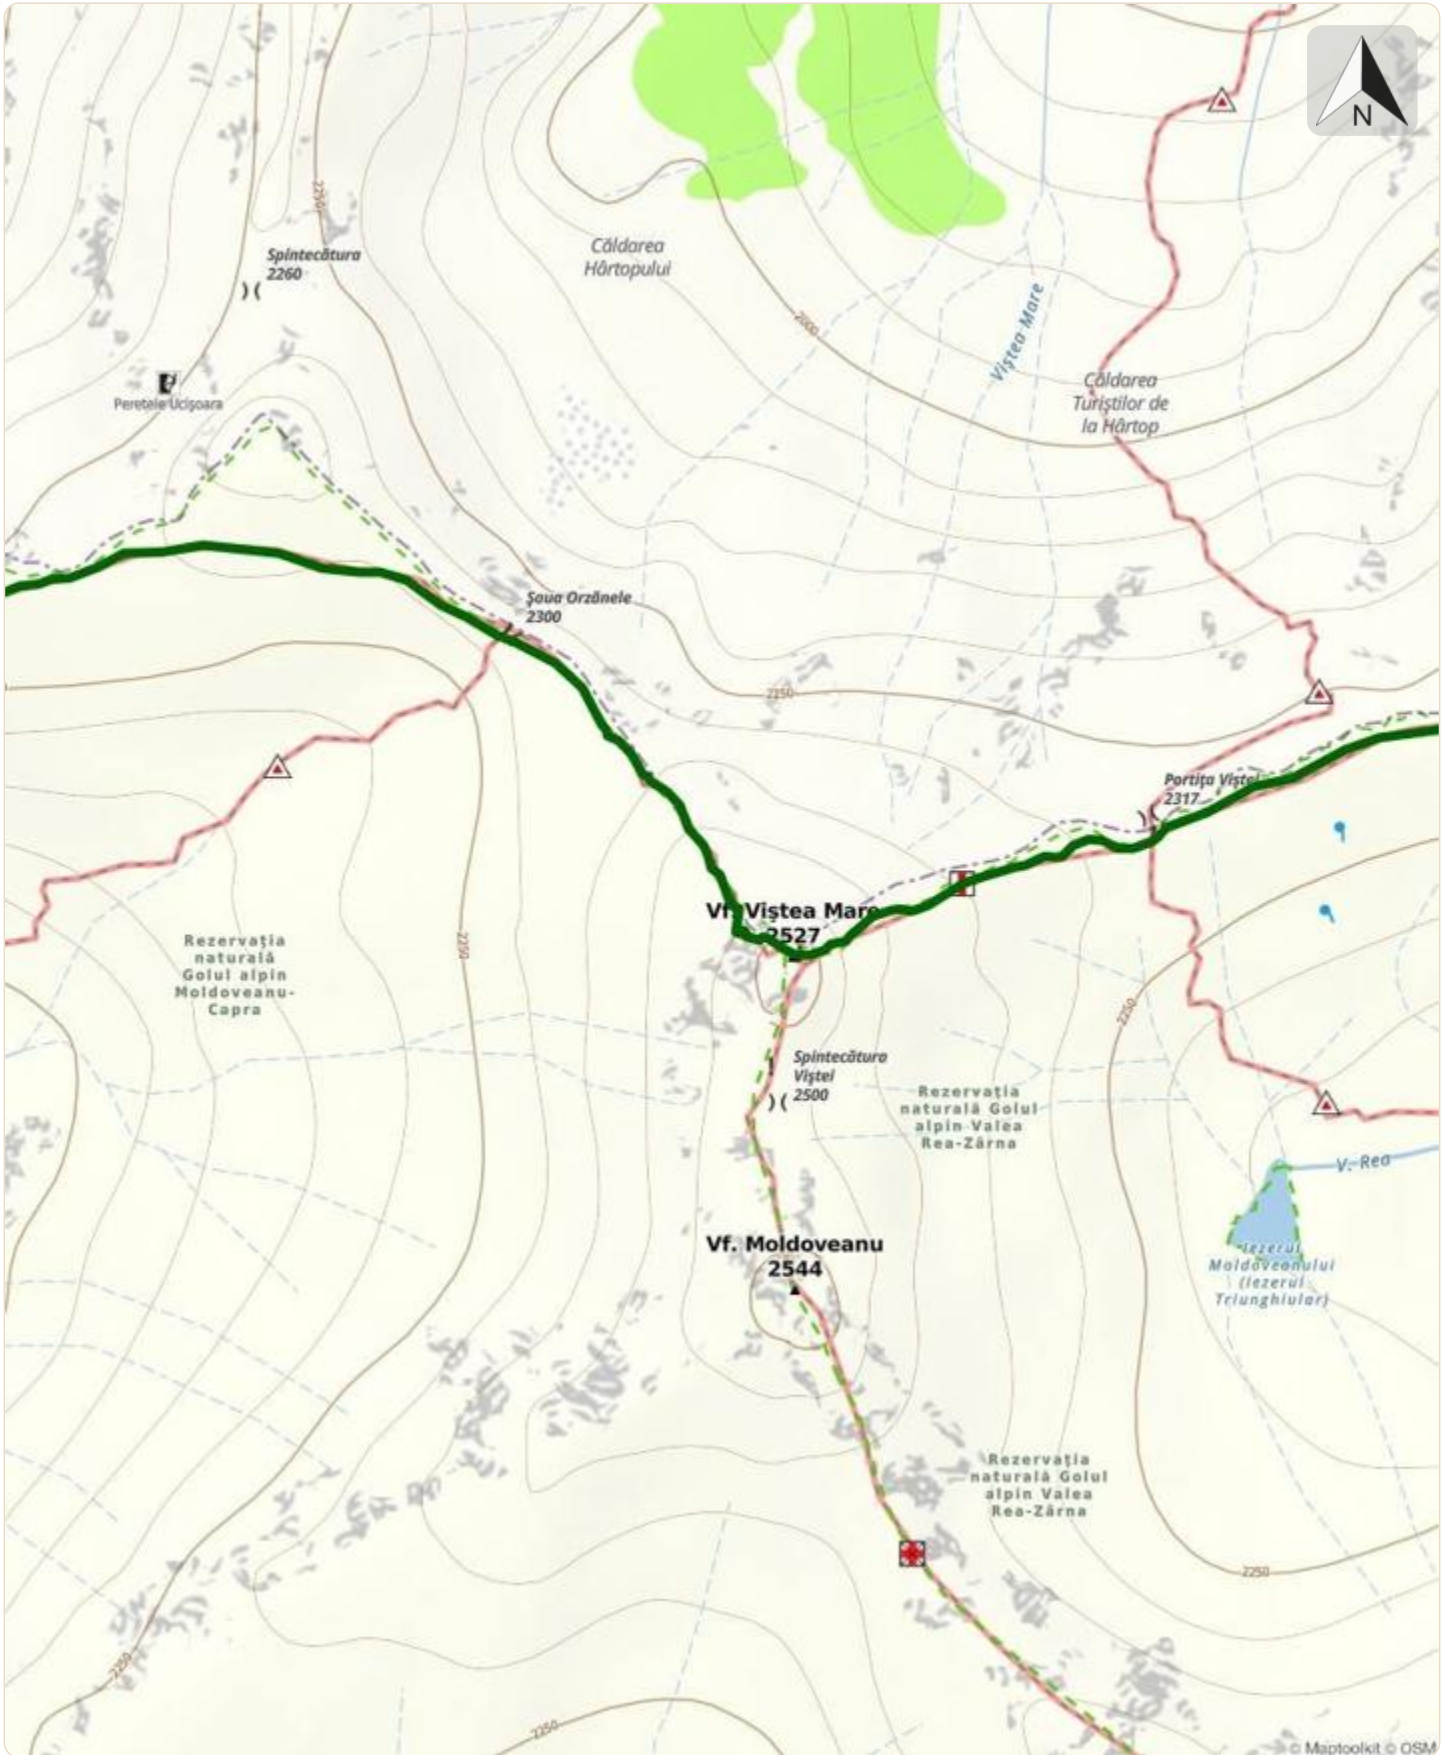 N
2250
Spintecătura
2260
Căldarea
Hârtopului
2000
Viștea Mare
Peretele Ucișoara
Căldarea
Turiștilor de
la Hârtop
Șaua Orzănele
2300
2250
Portița Viștei
2317
Vf. Viștea Mare
2527
Rezervația
naturală
Golul alpin
Moldoveanu-
Capra
2250
2250
Spintecătura
Viștei
2500
Rezervația
naturală Golul
alpin Valea
Rea-Zârna
V. Rea
Vf. Moldoveanu
2544
Iezerul
Moldoveanului
(Iezerul
Triunghiular)
Rezervația
naturală Golul
alpin Valea
Rea-Zârna
2250
2250
2250
© Maptoolkit © OSM